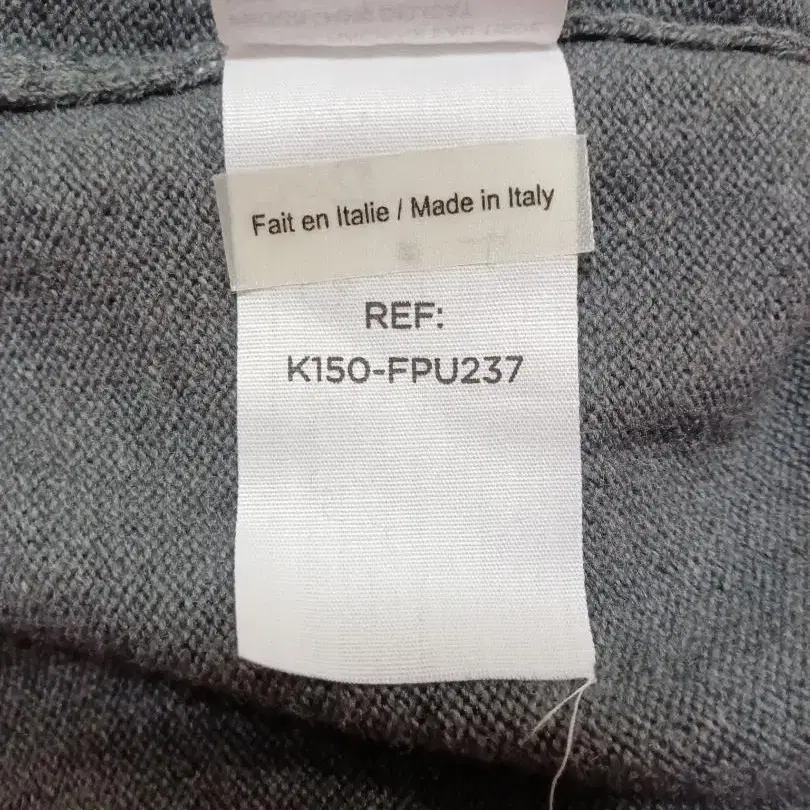 Fait en Italie / Made in Italy
REF:
K150-FPU237